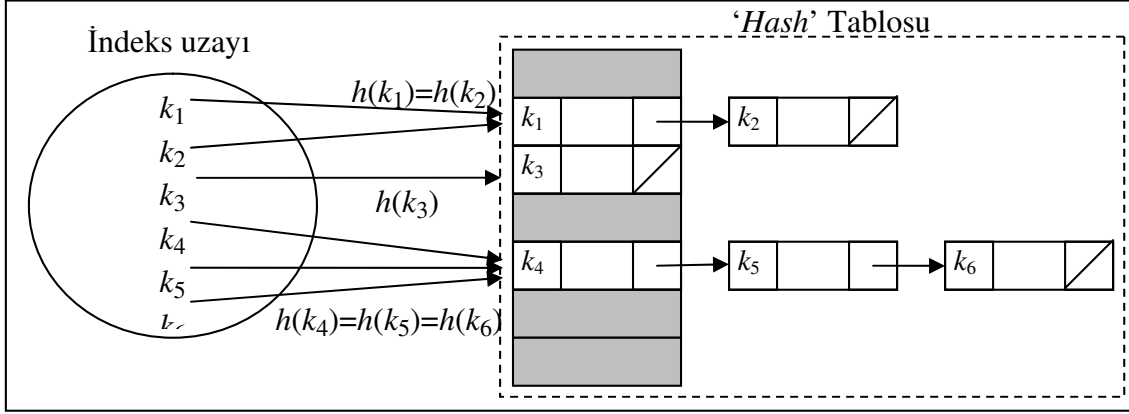 'Hash' Tablosu
İndeks uzayı
h(k1)=h(k2)
k1
k2
k3
k4
k5
h(k3)
h(k4)=h(k5)=h(k6)
k1
k2
k3
k4
k5
k6